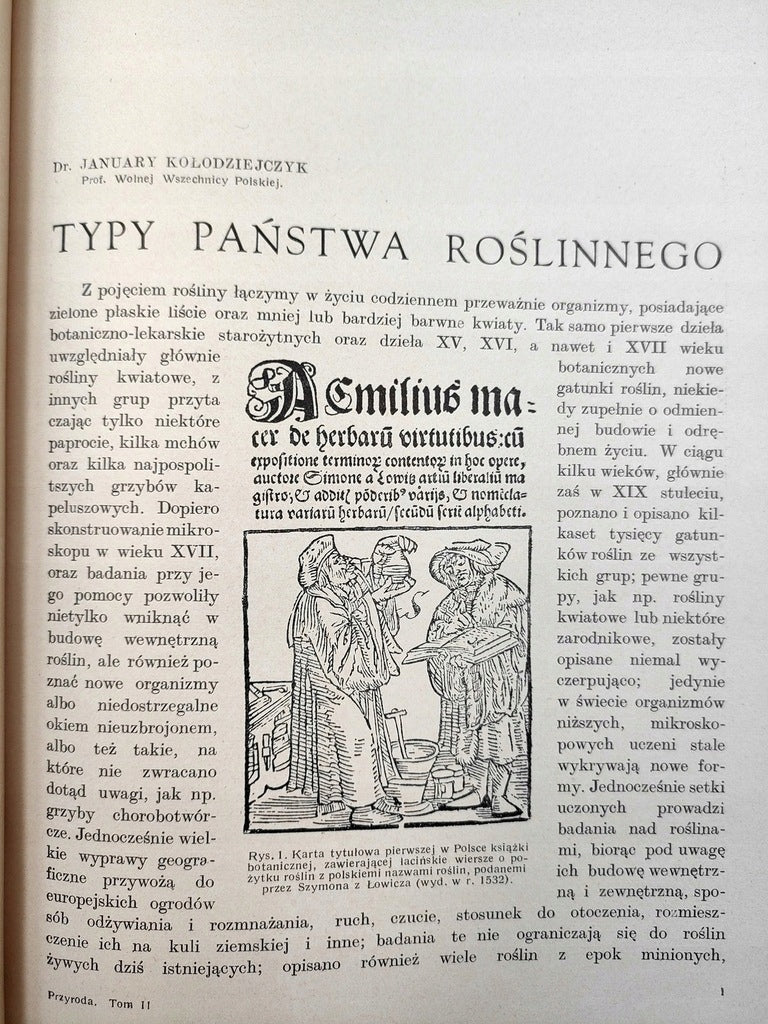 Dr. JANUARY KOŁODZIEJCZYK
Prof. Wolnej Wszechnicy Polskiej.
TYPY PAŃSTWA ROŚLINNEGO
Z pojęciem rośliny łączymy w życiu codziennem przeważnie organizmy, posiadające
zielone płaskie liście oraz mniej lub bardziej barwne kwiaty. Tak samo pierwsze dzieła
botaniczno-lekarskie starożytnych oraz dzieła XV, XVI, a nawet i XVII wieku
uwzględniały głównie
rośliny kwiatowe, z
innych grup przyta
czając tylko niektóre
paprocie, kilka mchów
oraz kilka najpospoli-
tszych grzybów ka-
peluszowych. Dopiero
skonstruowanie mikro-
skopu w wieku XVII,
oraz badania przy je-
go pomocy pozwoliły
nietylko wniknąć w
budowę wewnętrzną
roślin, ale również po-
znać nowe organizmy
albo niedostrzegalne
okiem nieuzbrojonem,
albo też takie, na
które nie zwracano
dotąd uwagi, jak np.
grzyby chorobotwór-
cze. Jednocześnie wiel-
kie wyprawy geogra-
ficzne przywożą do
europejskich ogrodów
Aemilius ma-
cer de herbarū virtutibus: cū
expositione terminoꝝ contentoꝝ in hoc opere,
auctore Simone a Lowis artiū liberaliū ma
gistro; & additꝭ põderibꝰ varijs, & nomēcla-
tura variarū herbarū/secūdū seriē alphabeti.
Rys. 1. Karta tytułowa pierwszej w Polsce książki
botanicznej, zawierającej łacińskie wiersze o po-
żytku roślin z polskiemi nazwami roślin, podanemi
przez Szymona z Łowicza (wyd. w r. 1532).
botanicznych nowe
gatunki roślin, niekie-
dy zupełnie o odmien-
nej budowie i odrę-
bnem życiu. W ciągu
kilku wieków, głównie
zaś w XIX stuleciu,
poznano i opisano kil-
kaset tysięcy gatun-
ków roślin ze wszyst-
kich grup; pewne gru-
py, jak np. rośliny
kwiatowe lub niektóre
zarodnikowe, zostały
opisane niemal wy-
czerpująco; jedynie
w świecie organizmów
niższych, mikrosko-
powych uczeni stale
wykrywają nowe for-
my. Jednocześnie setki
uczonych prowadzi
badania nad roślina-
mi, biorąc pod uwagę
ich budowę wewnętrz-
ną i zewnętrzną, spo-
sób odżywiania i rozmnażania, ruch, czucie, stosunek do otoczenia, rozmiesz-
czenie ich na kuli ziemskiej i inne; badania te nie ograniczają się do roślin
żywych dziś istniejących; opisano również wiele roślin z epok minionych,
Przyroda. Tom II
1